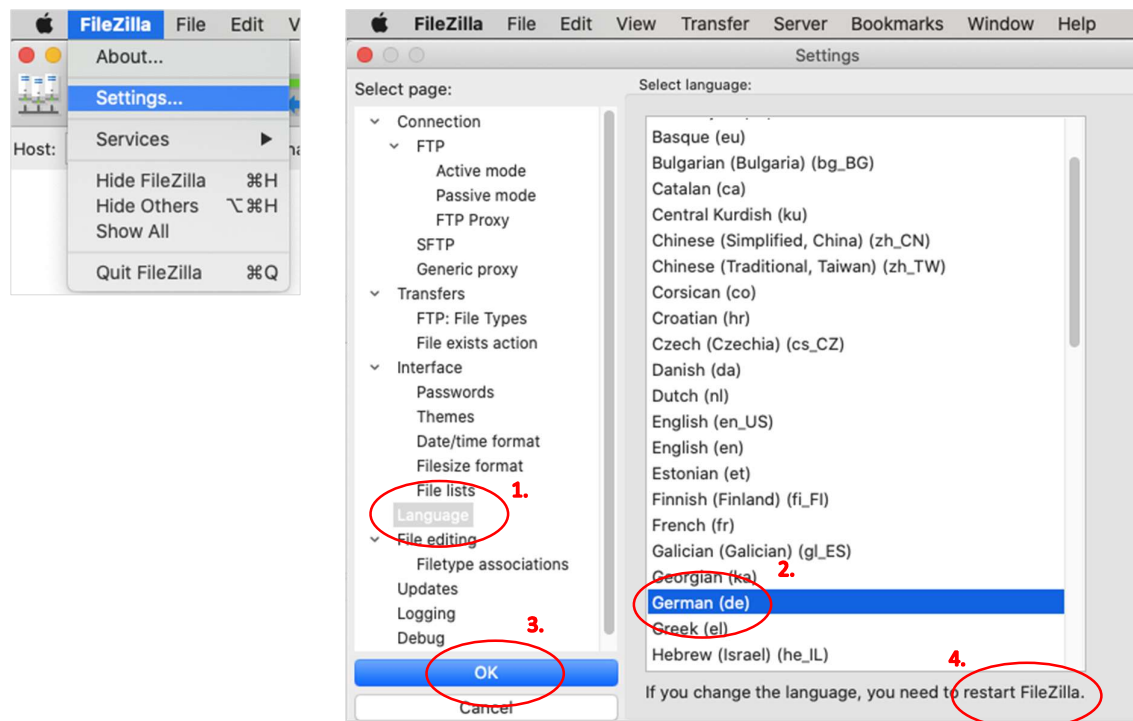 FileZilla File Edit V
About...
Settings...
Host:
Services
Hide FileZilla ⌘H
Hide Others ⌥⌘H
Show All
Quit FileZilla ⌘Q
FileZilla File Edit View Transfer Server Bookmarks Window Help
Settings
Select page:
Connection
FTP
Active mode
Passive mode
FTP Proxy
SFTP
Generic proxy
Transfers
FTP: File Types
File exists action
Interface
Passwords
Themes
Date/time format
Filesize format
File lists
1.
Language
File editing
Filetype associations
Updates
Logging
Debug
3.
OK
Cancel
Select language:
Basque (eu)
Bulgarian (Bulgaria) (bg_BG)
Catalan (ca)
Central Kurdish (ku)
Chinese (Simplified, China) (zh_CN)
Chinese (Traditional, Taiwan) (zh_TW)
Corsican (co)
Croatian (hr)
Czech (Czechia) (cs_CZ)
Danish (da)
Dutch (nl)
English (en_US)
English (en)
Estonian (et)
Finnish (Finland) (fi_FI)
French (fr)
Galician (Galician) (gl_ES)
Georgian (ka)
2.
German (de)
Greek (el)
Hebrew (Israel) (he_IL)
4.
If you change the language, you need to restart FileZilla.